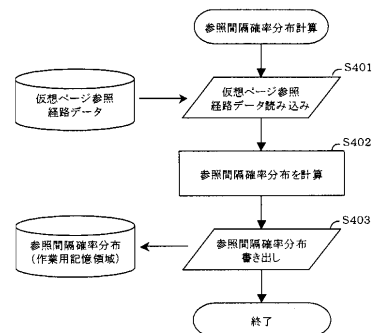 参照間隔確率分布計算
S401
仮想ページ参照
経路データ
仮想ページ参照
経路データ読み込み
S402
参照間隔確率分布を計算
S403
参照間隔確率分布
(作業用記憶領域)
参照間隔確率分布
書き出し
終了